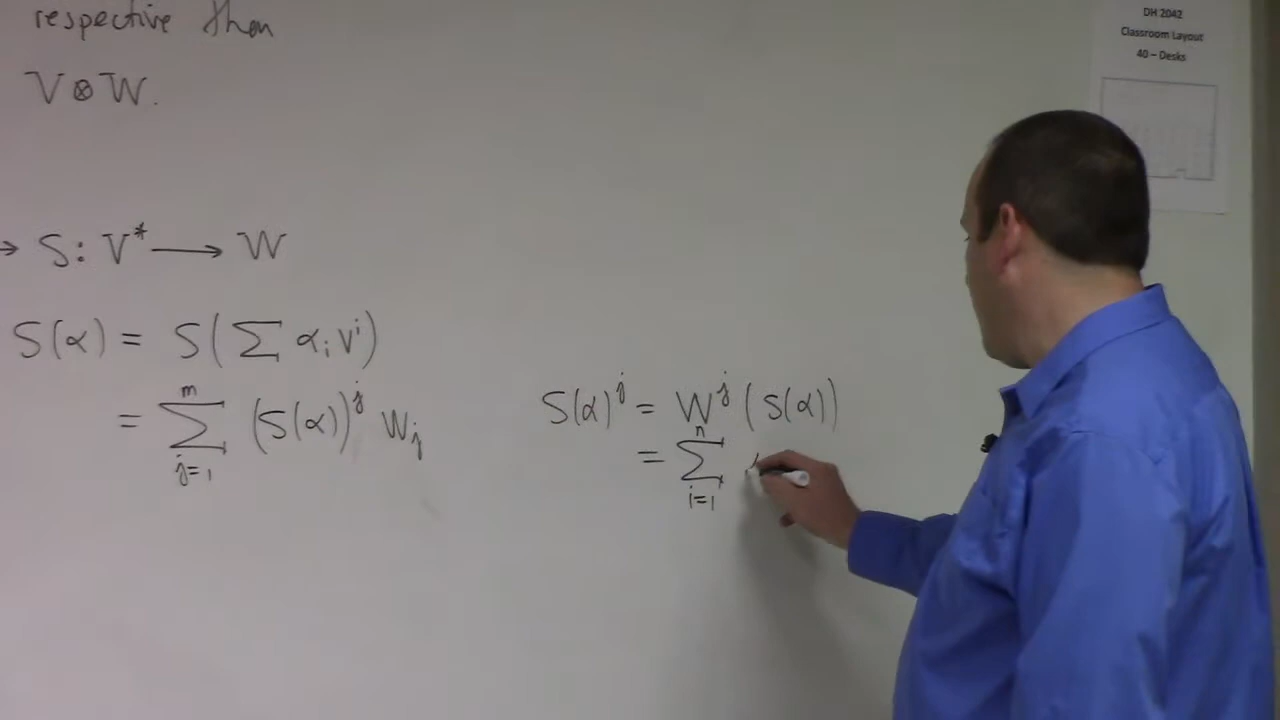 respective then
V ⊗ W.
→ S: V* ⟶ W
S(α) = S(∑ αᵢ vⁱ)
= ∑_{j=1}^{m} (S(α))^j w_j
S(α)^j = W^j (S(α))
= ∑_{i=1}^{n}
DH 2042
Classroom Layout
40 – Desks